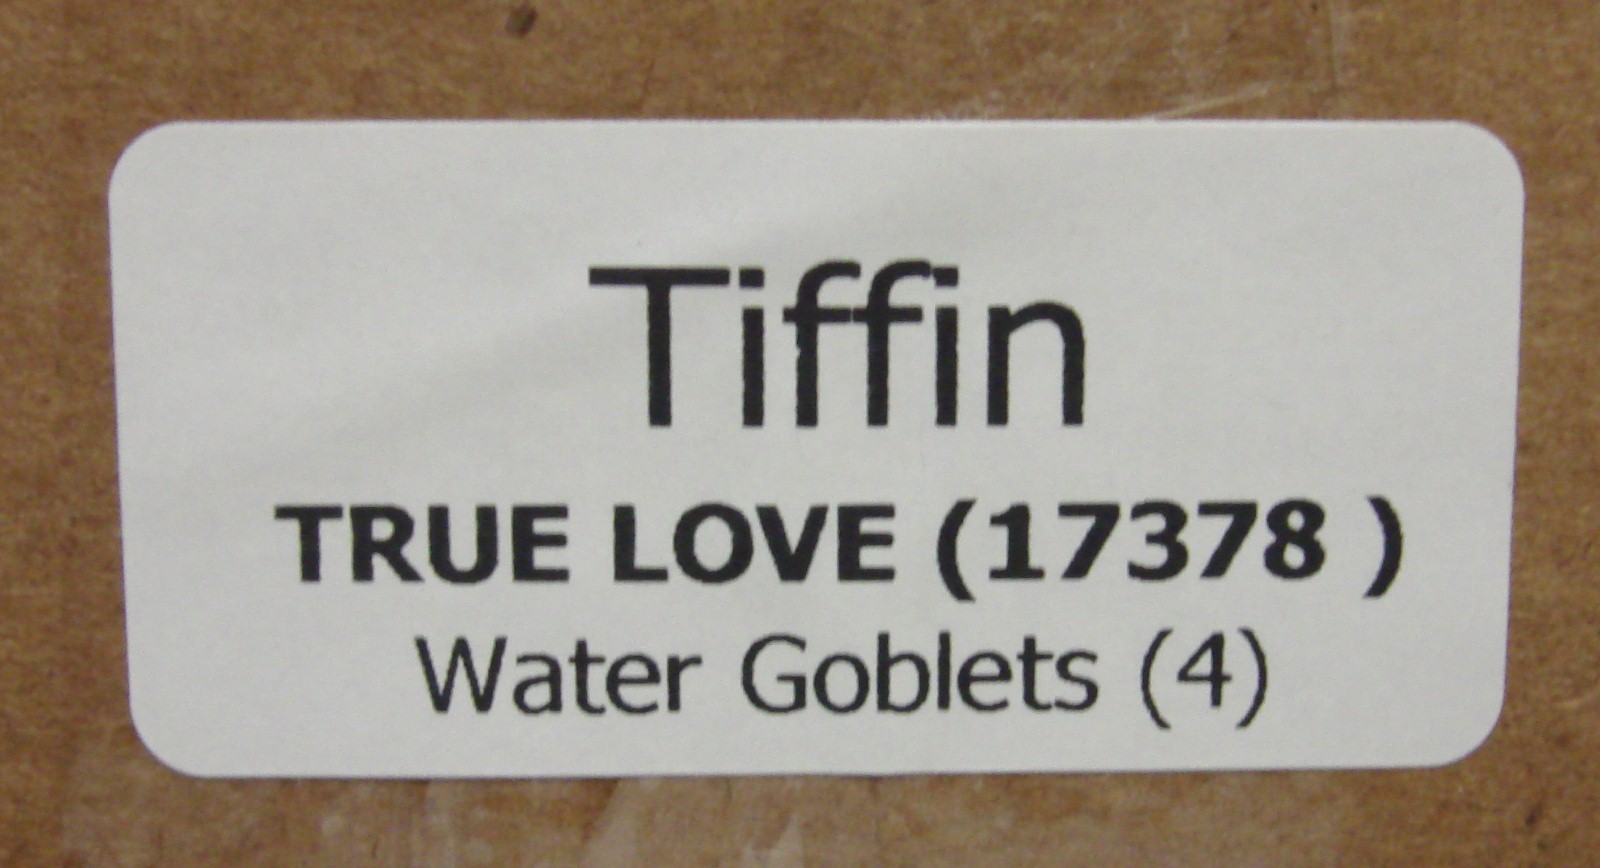 Tiffin
TRUE LOVE (17378 )
Water Goblets (4)